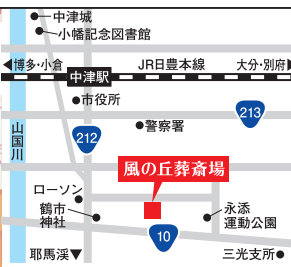 中津城
小幡記念図書館
◀博多・小倉
JR日豊本線
大分・別府▶
中津駅
市役所
警察署
213
212
山国川
風の丘葬斎場
ローソン
鶴市
神社
永添
運動公園
10
耶馬渓▼
三光支所